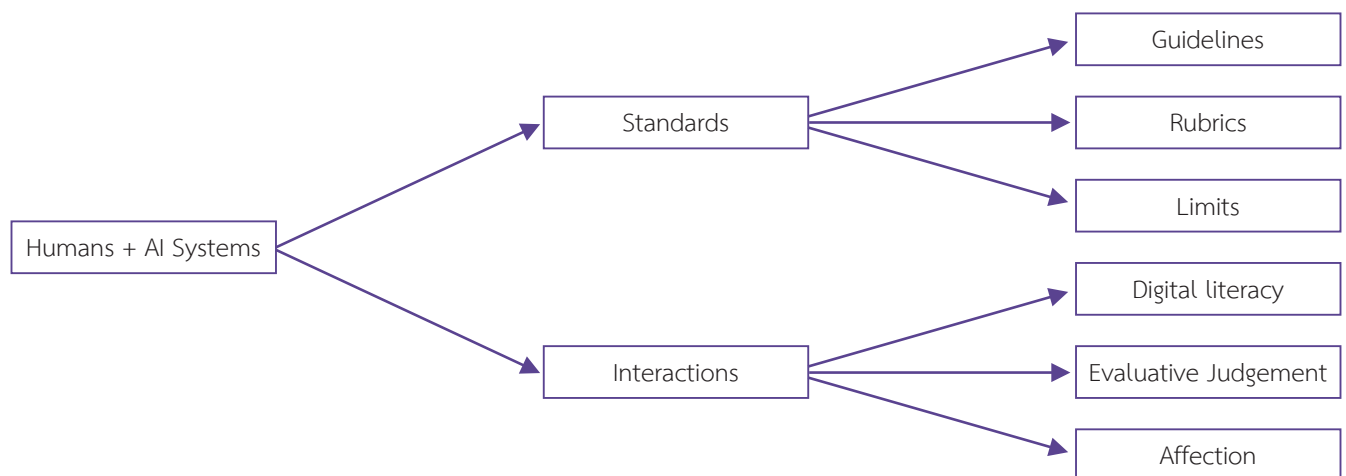 Guidelines
Standards
Rubrics
Limits
Humans + AI Systems
Digital literacy
Interactions
Evaluative Judgement
Affection